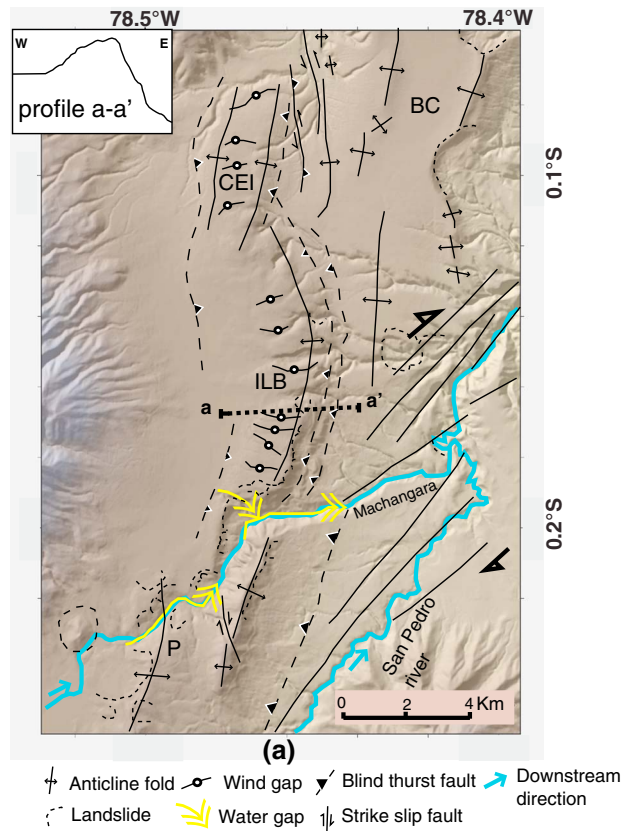 78.5°W 78.4°W
W E
profile a-a'
BC
0.1°S
CEI
ILB
a a'
Machangara
0.2°S
P
San Pedro
river
0 2 4 Km
(a)
Anticline fold Wind gap Blind thurst fault Downstream
direction
Landslide Water gap Strike slip fault